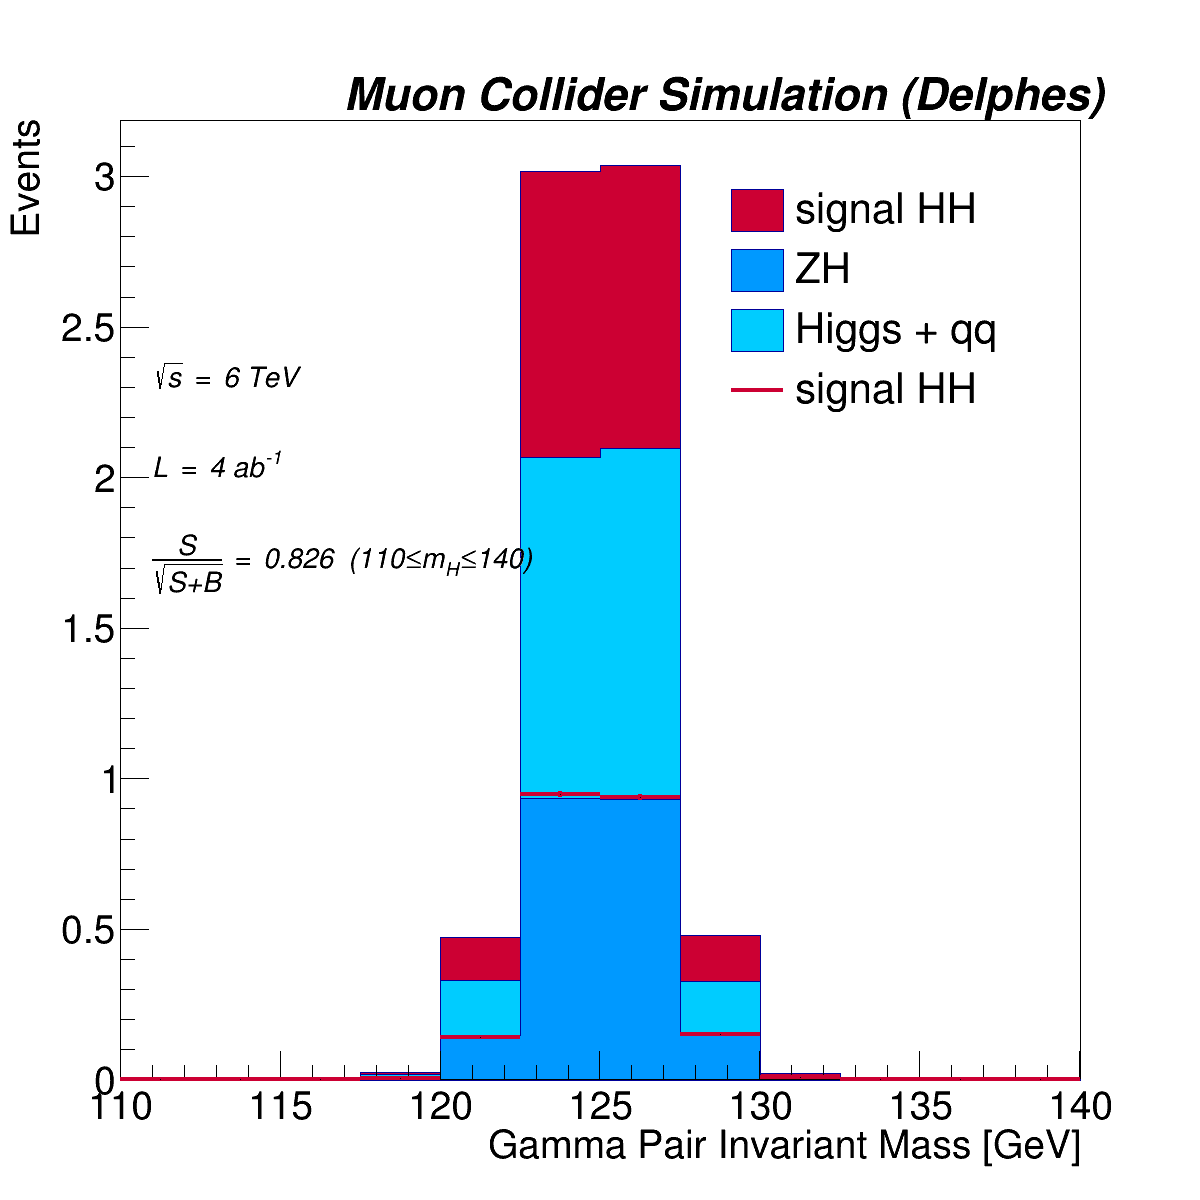 Muon Collider Simulation (Delphes)
Events
3
2.5
2
1.5
1
0.5
0
signal HH
ZH
Higgs + qq
signal HH
√s = 6 TeV
L = 4 ab⁻¹
S/√S+B = 0.826 (110≤m_H≤140)
110 115 120 125 130 135 140
Gamma Pair Invariant Mass [GeV]